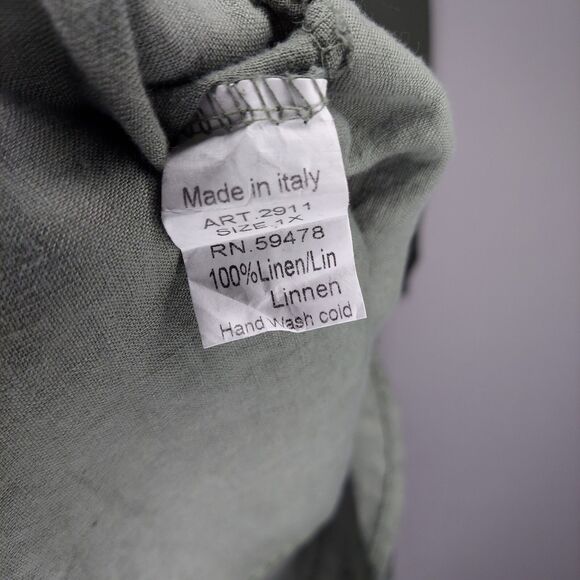 Made in italy
ART.2911
SIZE.1X
RN.59478
100%Linen/Lin
Linnen
Hand Wash cold